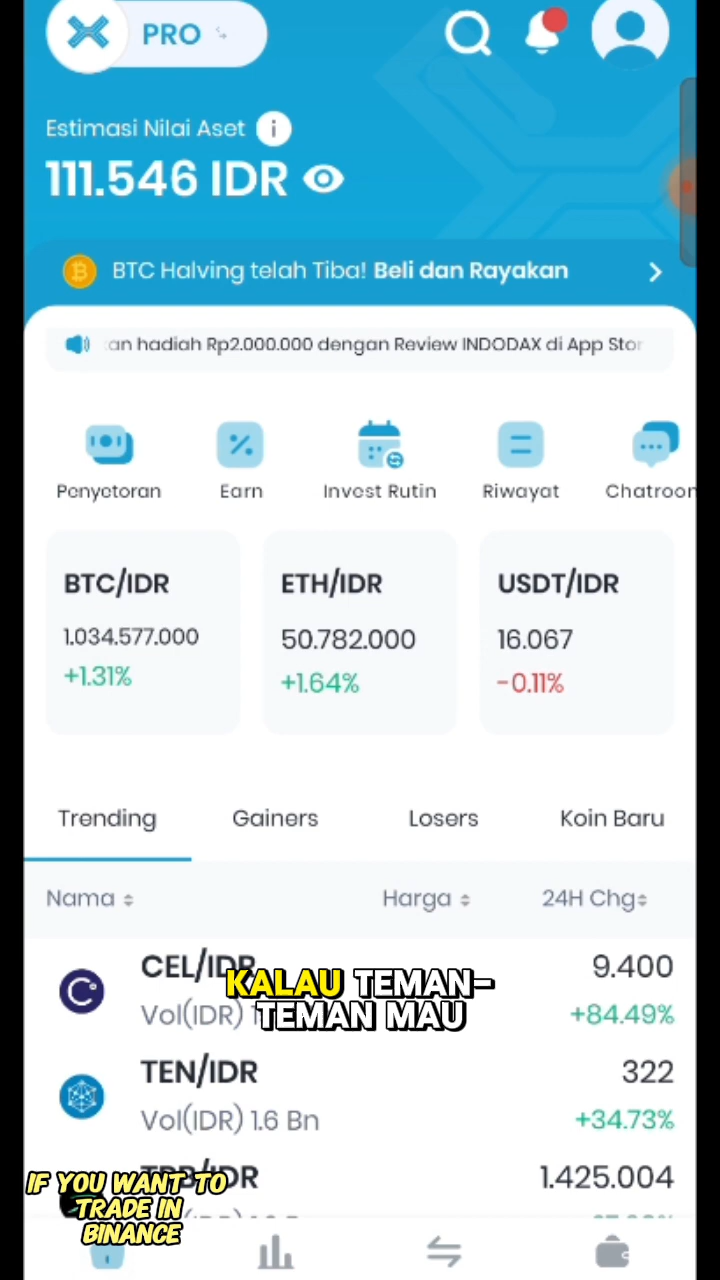 PRO
Estimasi Nilai Aset
111.546 IDR
BTC Halving telah Tiba! Beli dan Rayakan
an hadiah Rp2.000.000 dengan Review INDODAX di App Stor
Penyetoran Earn Invest Rutin Riwayat Chatroom
BTC/IDR
1.034.577.000
+1.31%
ETH/IDR
50.782.000
+1.64%
USDT/IDR
16.067
-0.11%
Trending Gainers Losers Koin Baru
Nama Harga 24H Chg
CEL/IDR 9.400
KALAU TEMAN-
TEMAN MAU
Vol(IDR) +84.49%
TEN/IDR 322
Vol(IDR) 1.6 Bn +34.73%
TRB/IDR 1.425.004
IF YOU WANT TO
TRADE IN
BINANCE